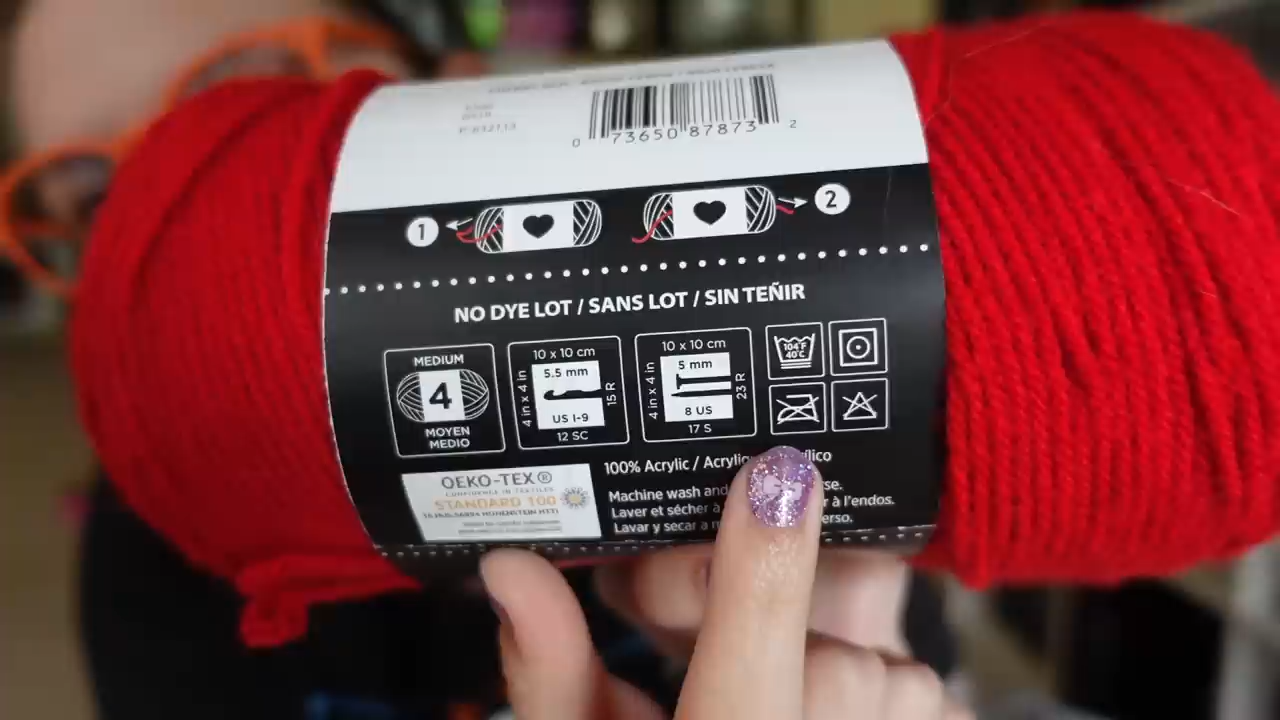 0 73650 87873 2
1
2
NO DYE LOT / SANS LOT / SIN TEÑIR
MEDIUM
4
MOYEN
MEDIO
10 x 10 cm
4 in x 4 in
5.5 mm
US I-9
15 R
12 SC
10 x 10 cm
4 in x 4 in
5 mm
8 US
23 R
17 S
104°F
40°C
OEKO-TEX®
CONFIDENCE IN TEXTILES
STANDARD 100
100% Acrylic /
Machine wash and
Laver et sécher à l'endos.
Lavar y secar a